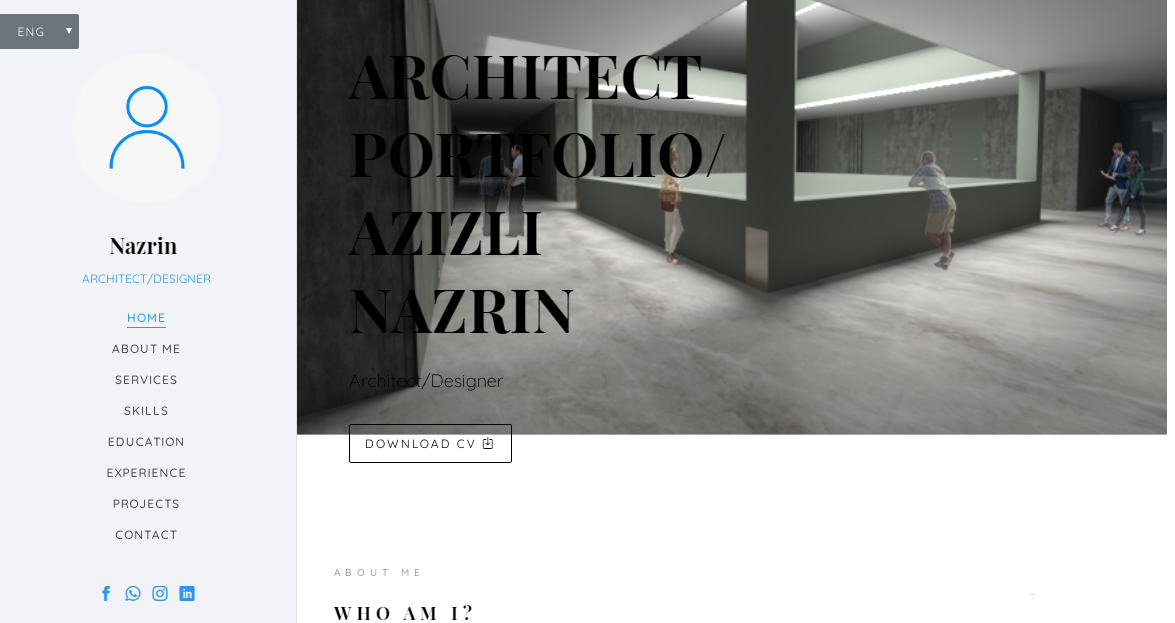 ENG
Nazrin
ARCHITECT/DESIGNER
HOME
ABOUT ME
SERVICES
SKILLS
EDUCATION
EXPERIENCE
PROJECTS
CONTACT
ARCHITECT
PORTFOLIO/
AZIZLI
NAZRIN
Architect/Designer
DOWNLOAD CV
ABOUT ME
WHO AM I?